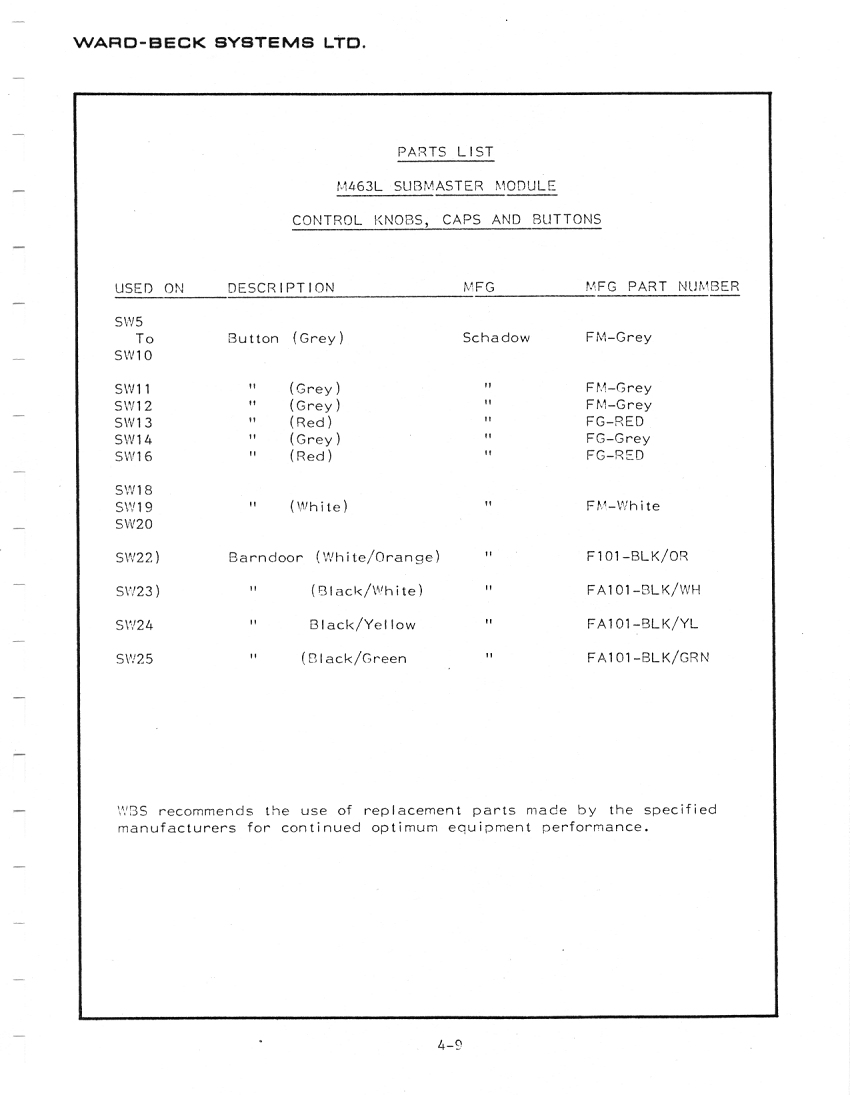 WARD-BECK SYSTEMS LTD.
PARTS LIST
M463L SUBMASTER MODULE
CONTROL KNOBS, CAPS AND BUTTONS
USED ON DESCRIPTION MFG MFG PART NUMBER
SW5
To Button (Grey) Schadow FM-Grey
SW10
SW11 " (Grey) " FM-Grey
SW12 " (Grey) " FM-Grey
SW13 " (Red) " FG-RED
SW14 " (Grey) " FG-Grey
SW16 " (Red) " FG-RED
SW18
SW19 " (White) " FM-White
SW20
SW22) Barndoor (White/Orange) " F101-BLK/OR
SW23) " (Black/White) " FA101-BLK/WH
SW24 " Black/Yellow " FA101-BLK/YL
SW25 " (Black/Green " FA101-BLK/GRN
WBS recommends the use of replacement parts made by the specified
manufacturers for continued optimum equipment performance.
4-9